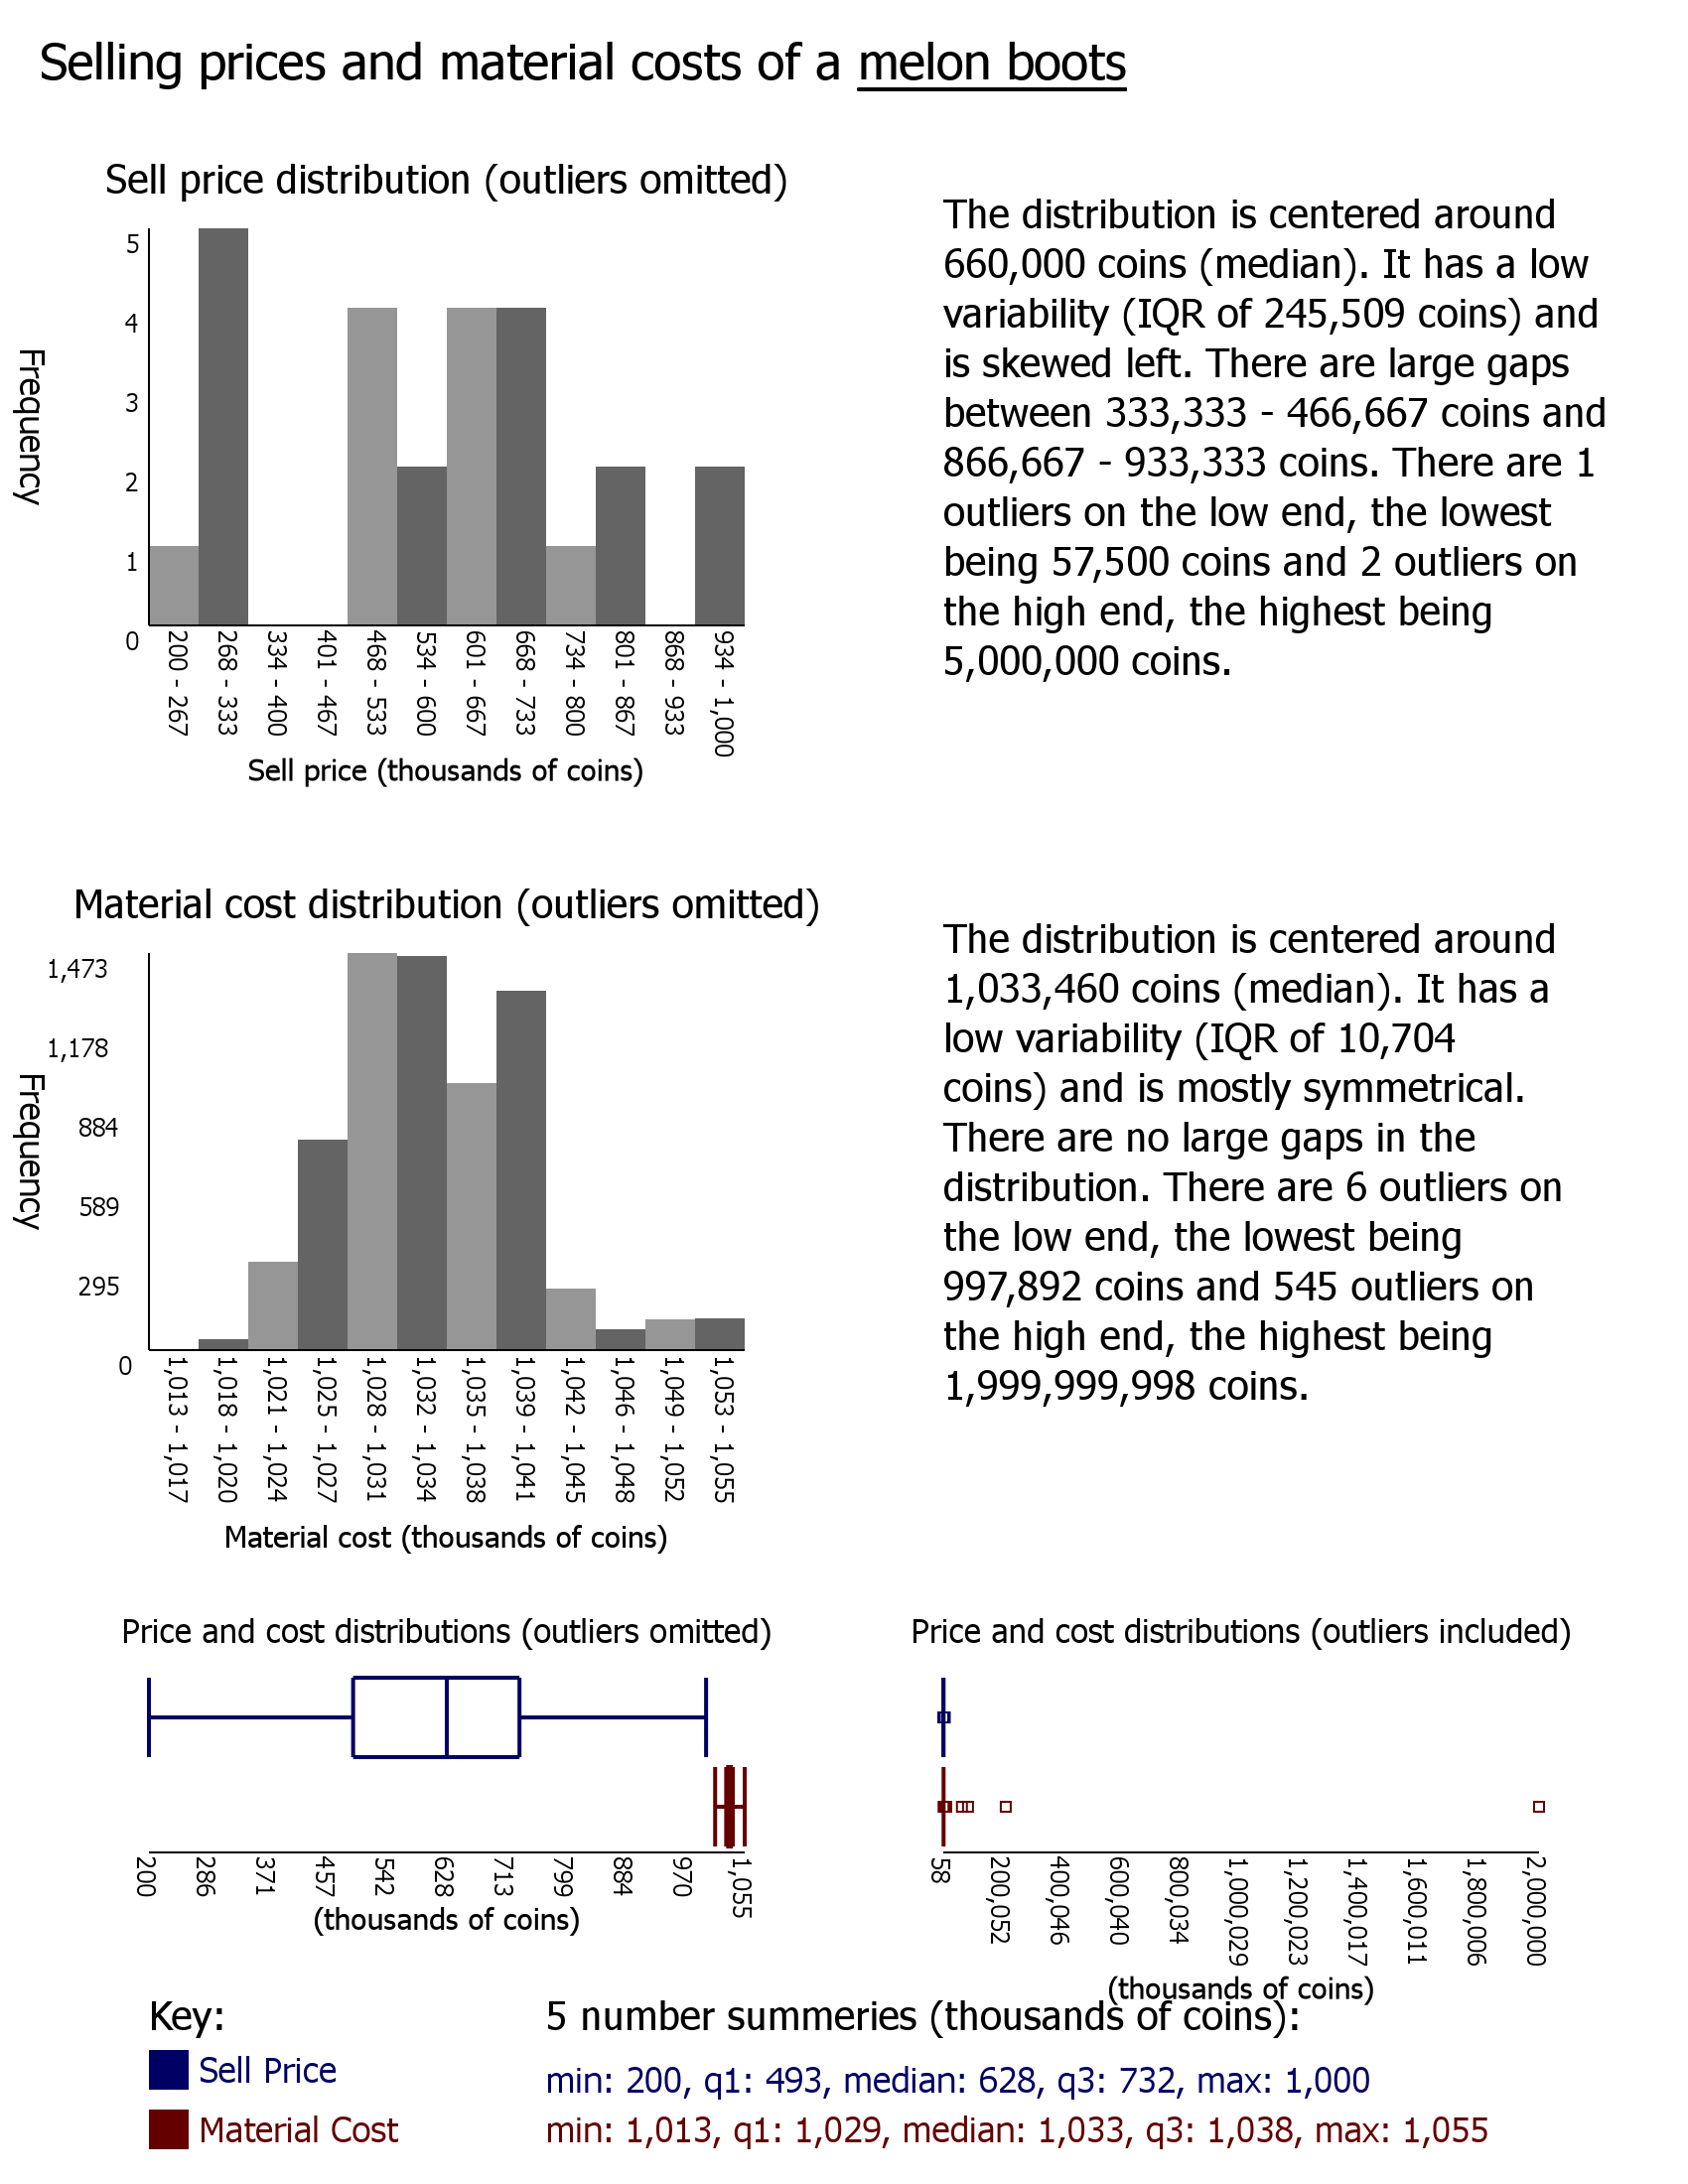 Selling prices and material costs of a melon boots
Sell price distribution (outliers omitted)
5
4
3
2
1
0
Frequency
200 - 267
268 - 333
334 - 400
401 - 467
468 - 533
534 - 600
601 - 667
668 - 733
734 - 800
801 - 867
868 - 933
934 - 1,000
Sell price (thousands of coins)
The distribution is centered around
660,000 coins (median). It has a low
variability (IQR of 245,509 coins) and
is skewed left. There are large gaps
between 333,333 - 466,667 coins and
866,667 - 933,333 coins. There are 1
outliers on the low end, the lowest
being 57,500 coins and 2 outliers on
the high end, the highest being
5,000,000 coins.
Material cost distribution (outliers omitted)
1,473
1,178
884
589
295
0
Frequency
1,013 - 1,017
1,018 - 1,020
1,021 - 1,024
1,025 - 1,027
1,028 - 1,031
1,032 - 1,034
1,035 - 1,038
1,039 - 1,041
1,042 - 1,045
1,046 - 1,048
1,049 - 1,052
1,053 - 1,055
Material cost (thousands of coins)
The distribution is centered around
1,033,460 coins (median). It has a
low variability (IQR of 10,704
coins) and is mostly symmetrical.
There are no large gaps in the
distribution. There are 6 outliers on
the low end, the lowest being
997,892 coins and 545 outliers on
the high end, the highest being
1,999,999,998 coins.
Price and cost distributions (outliers omitted)
200
286
371
457
542
628
713
799
884
970
1,055
(thousands of coins)
Price and cost distributions (outliers included)
58
200,052
400,046
600,040
800,034
1,000,029
1,200,023
1,400,017
1,600,011
1,800,006
2,000,000
(thousands of coins)
Key:
Sell Price
Material Cost
5 number summeries (thousands of coins):
min: 200, q1: 493, median: 628, q3: 732, max: 1,000
min: 1,013, q1: 1,029, median: 1,033, q3: 1,038, max: 1,055